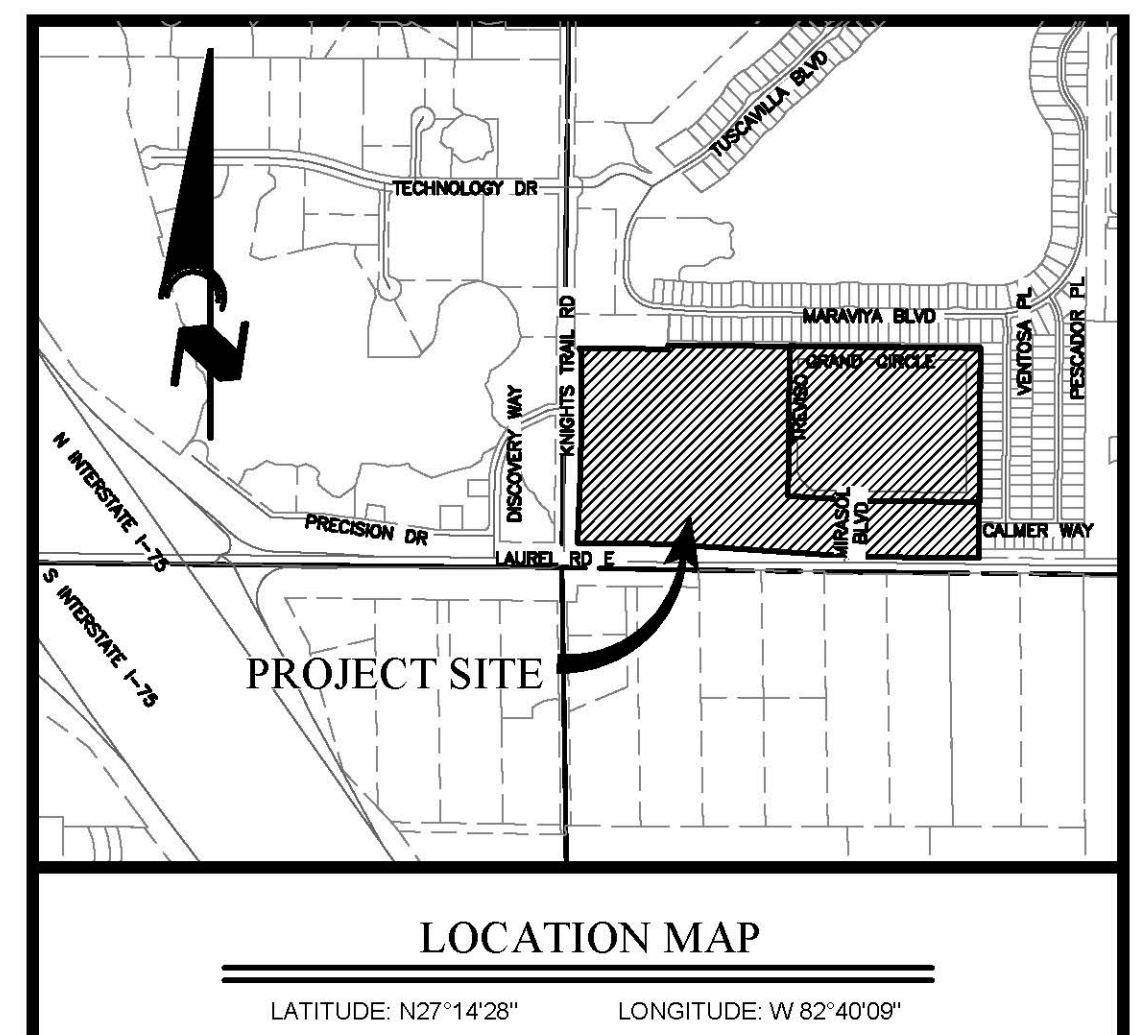 TUSCAVILLA BLVD
TECHNOLOGY DR
KNIGHTS TRAIL RD
MARAVIYA BLVD
VENTOSA PL
PESCADOR PL
GRAND CIRCLE
TREVISO
DISCOVERY WAY
N
N INTERSTATE I-75
PRECISION DR
MIRASOL
BLVD
CALMER WAY
LAUREL RD E
S INTERSTATE I-75
PROJECT SITE
LOCATION MAP
LATITUDE: N27°14'28" LONGITUDE: W 82°40'09"